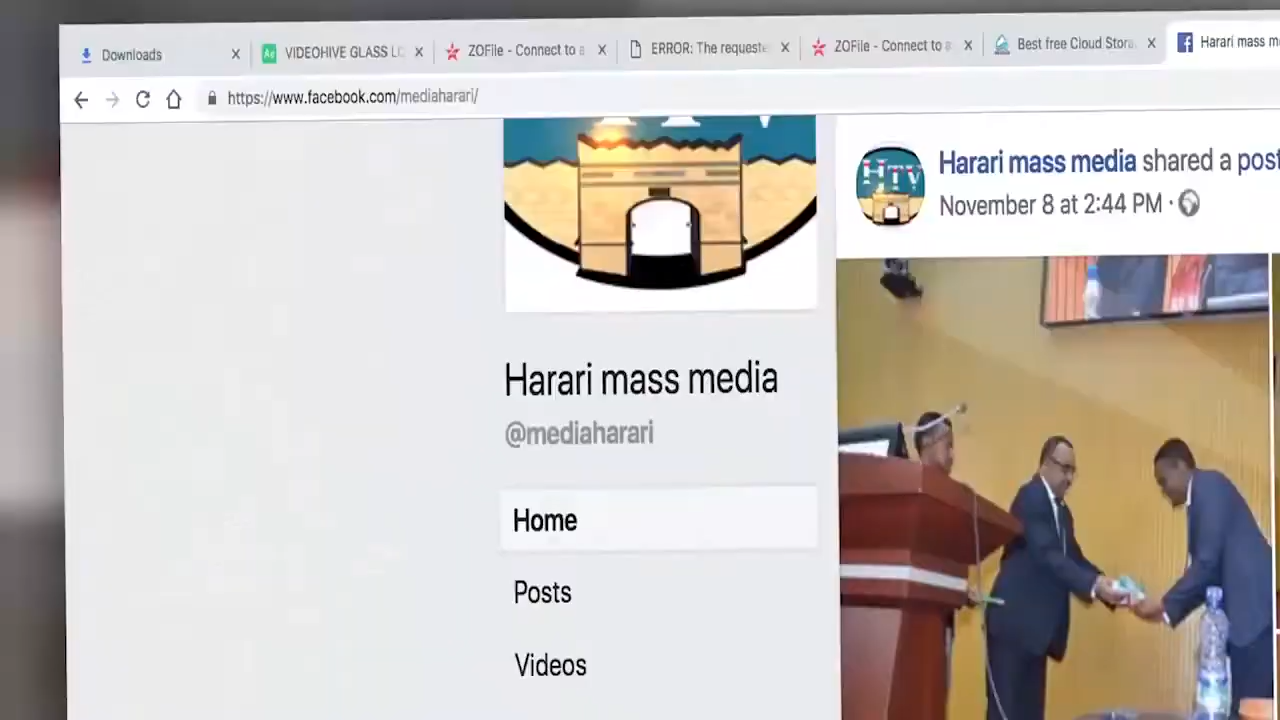 Downloads
VIDEOHIVE GLASS LO
ZOFile - Connect to a
ERROR: The requeste
ZOFile - Connect to a
Best free Cloud Stora
Harari mass m
https://www.facebook.com/mediaharari/
HTV
Harari mass media shared a post
November 8 at 2:44 PM ·
Harari mass media
@mediaharari
Home
Posts
Videos